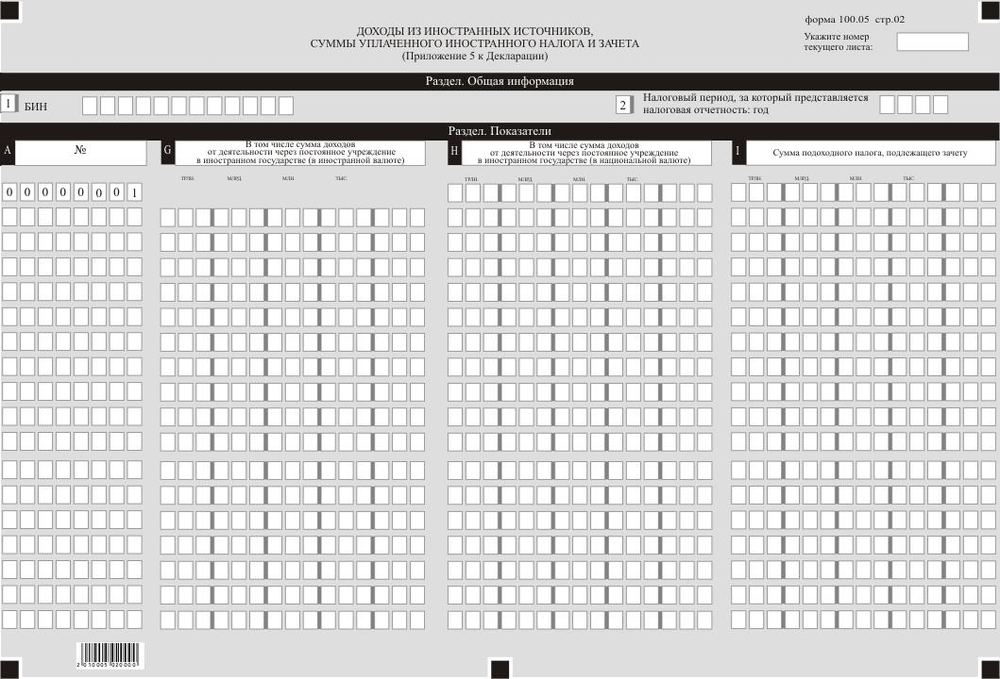 форма 100.05 стр.02
ДОХОДЫ ИЗ ИНОСТРАННЫХ ИСТОЧНИКОВ,
СУММЫ УПЛАЧЕННОГО ИНОСТРАННОГО НАЛОГА И ЗАЧЕТА
(Приложение 5 к Декларации)
Укажите номер
текущего листа:
Раздел. Общая информация
1 БИН
2 Налоговый период, за который представляется
налоговая отчетность: год
Раздел. Показатели
A №
G В том числе сумма доходов
от деятельности через постоянное учреждение
в иностранном государстве (в иностранной валюте)
H В том числе сумма доходов
от деятельности через постоянное учреждение
в иностранном государстве (в национальной валюте)
I Сумма подоходного налога, подлежащего зачету
ТРЛН. МЛРД. МЛН. ТЫС.
ТРЛН. МЛРД. МЛН. ТЫС.
ТРЛН. МЛРД. МЛН. ТЫС.
0 0 0 0 0 0 0 1
2 010005 020000